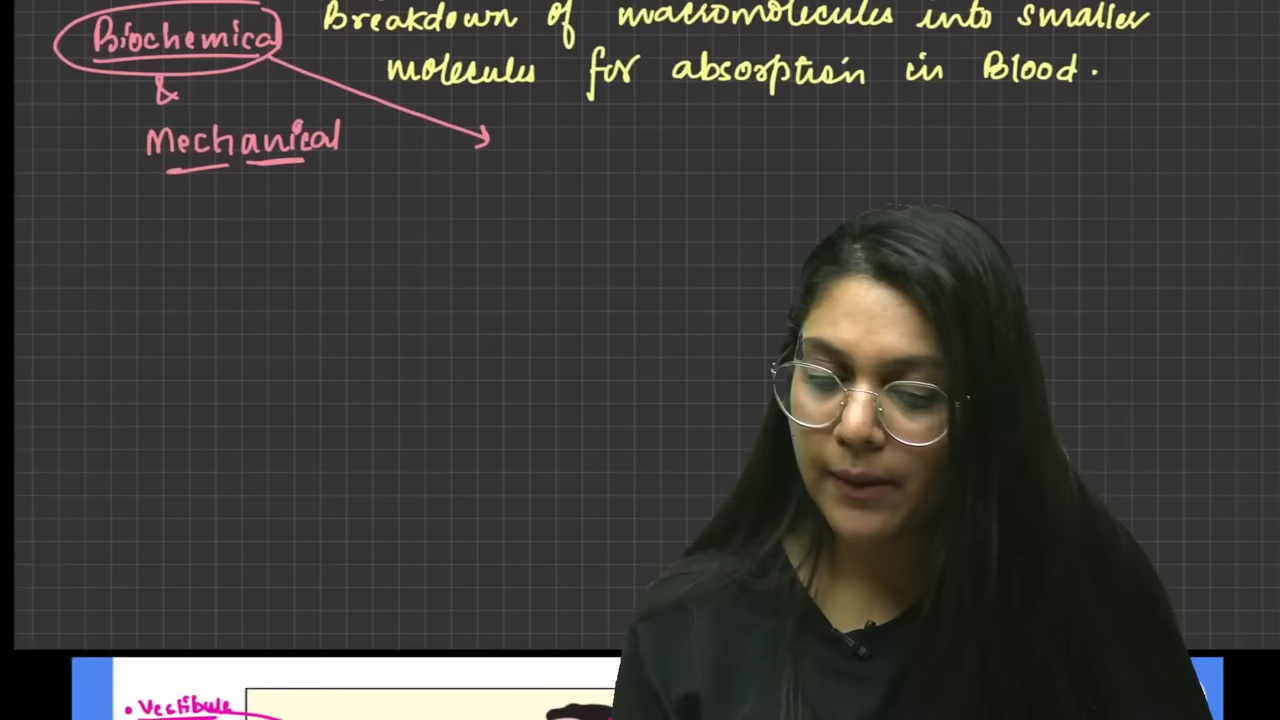 Breakdown of macromolecules into smaller
Biochemical
molecules for absorption in Blood.
&
Mechanical
• Vestibule